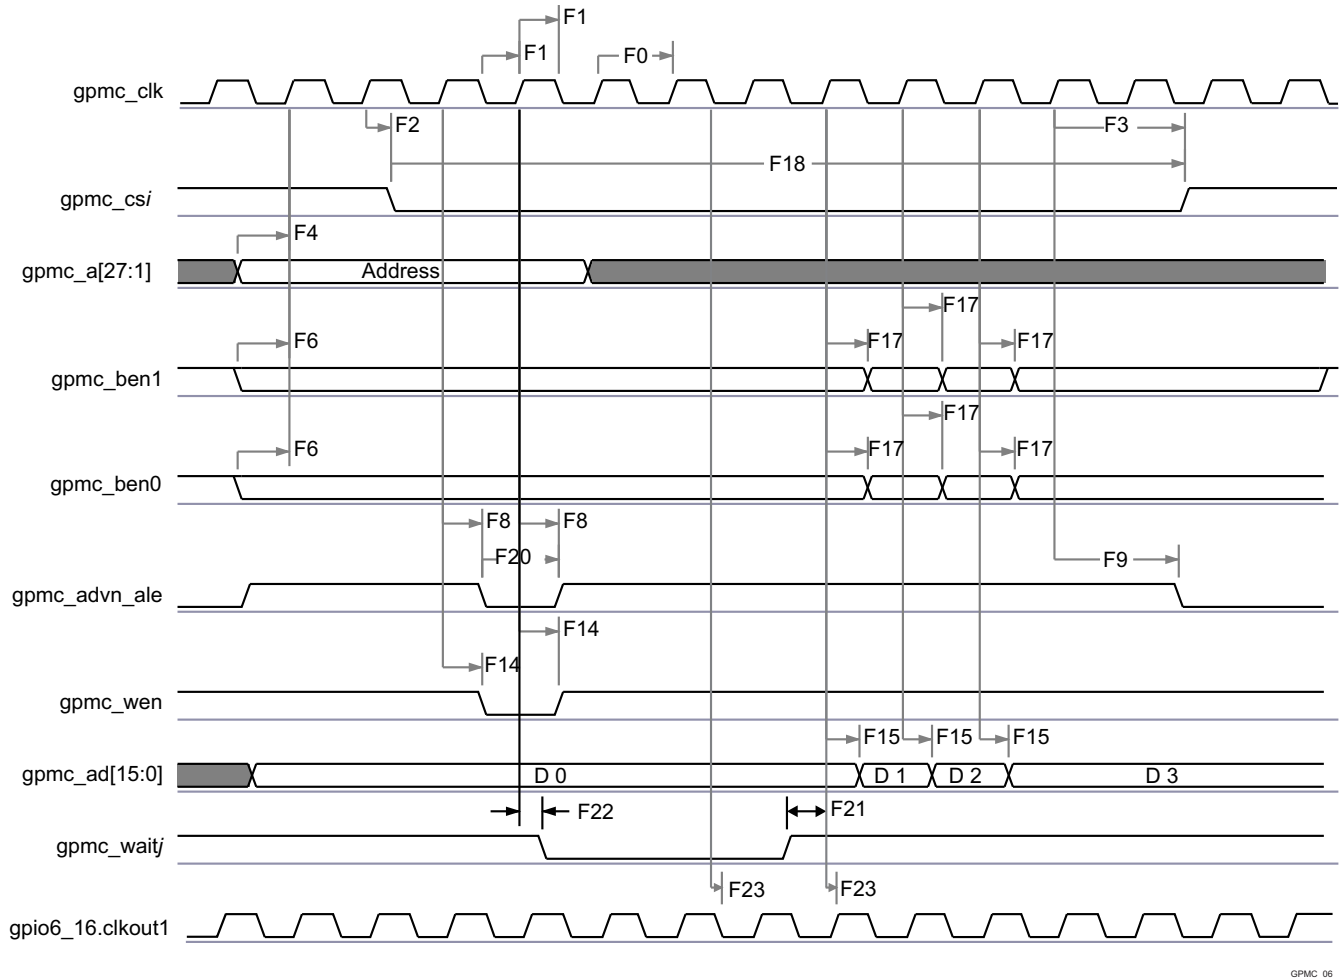 F1
F1
F0
gpmc_clk
F2
F3
F18
gpmc_csi
F4
gpmc_a[27:1]
Address
F17
F6
F17
F17
gpmc_ben1
F17
F6
F17
F17
gpmc_ben0
F8
F8
F20
F9
gpmc_advn_ale
F14
F14
gpmc_wen
F15
F15
F15
gpmc_ad[15:0]
D 0
D 1
D 2
D 3
F22
F21
gpmc_waitj
F23
F23
gpio6_16.clkout1
GPMC_06